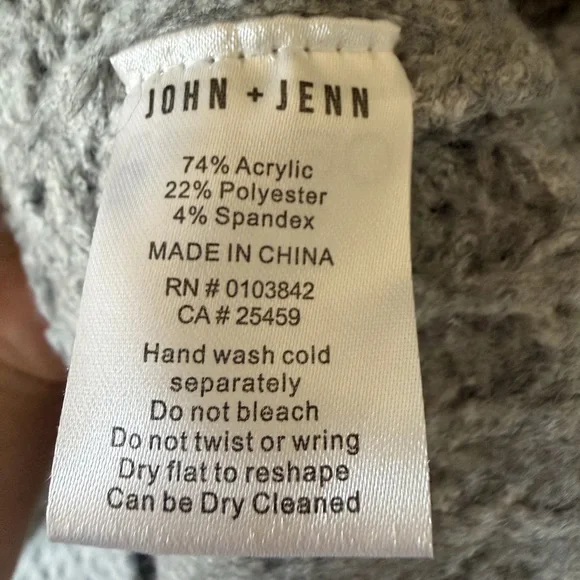 JOHN + JENN
74% Acrylic
22% Polyester
4% Spandex
MADE IN CHINA
RN # 0103842
CA # 25459
Hand wash cold
separately
Do not bleach
Do not twist or wring
Dry flat to reshape
Can be Dry Cleaned